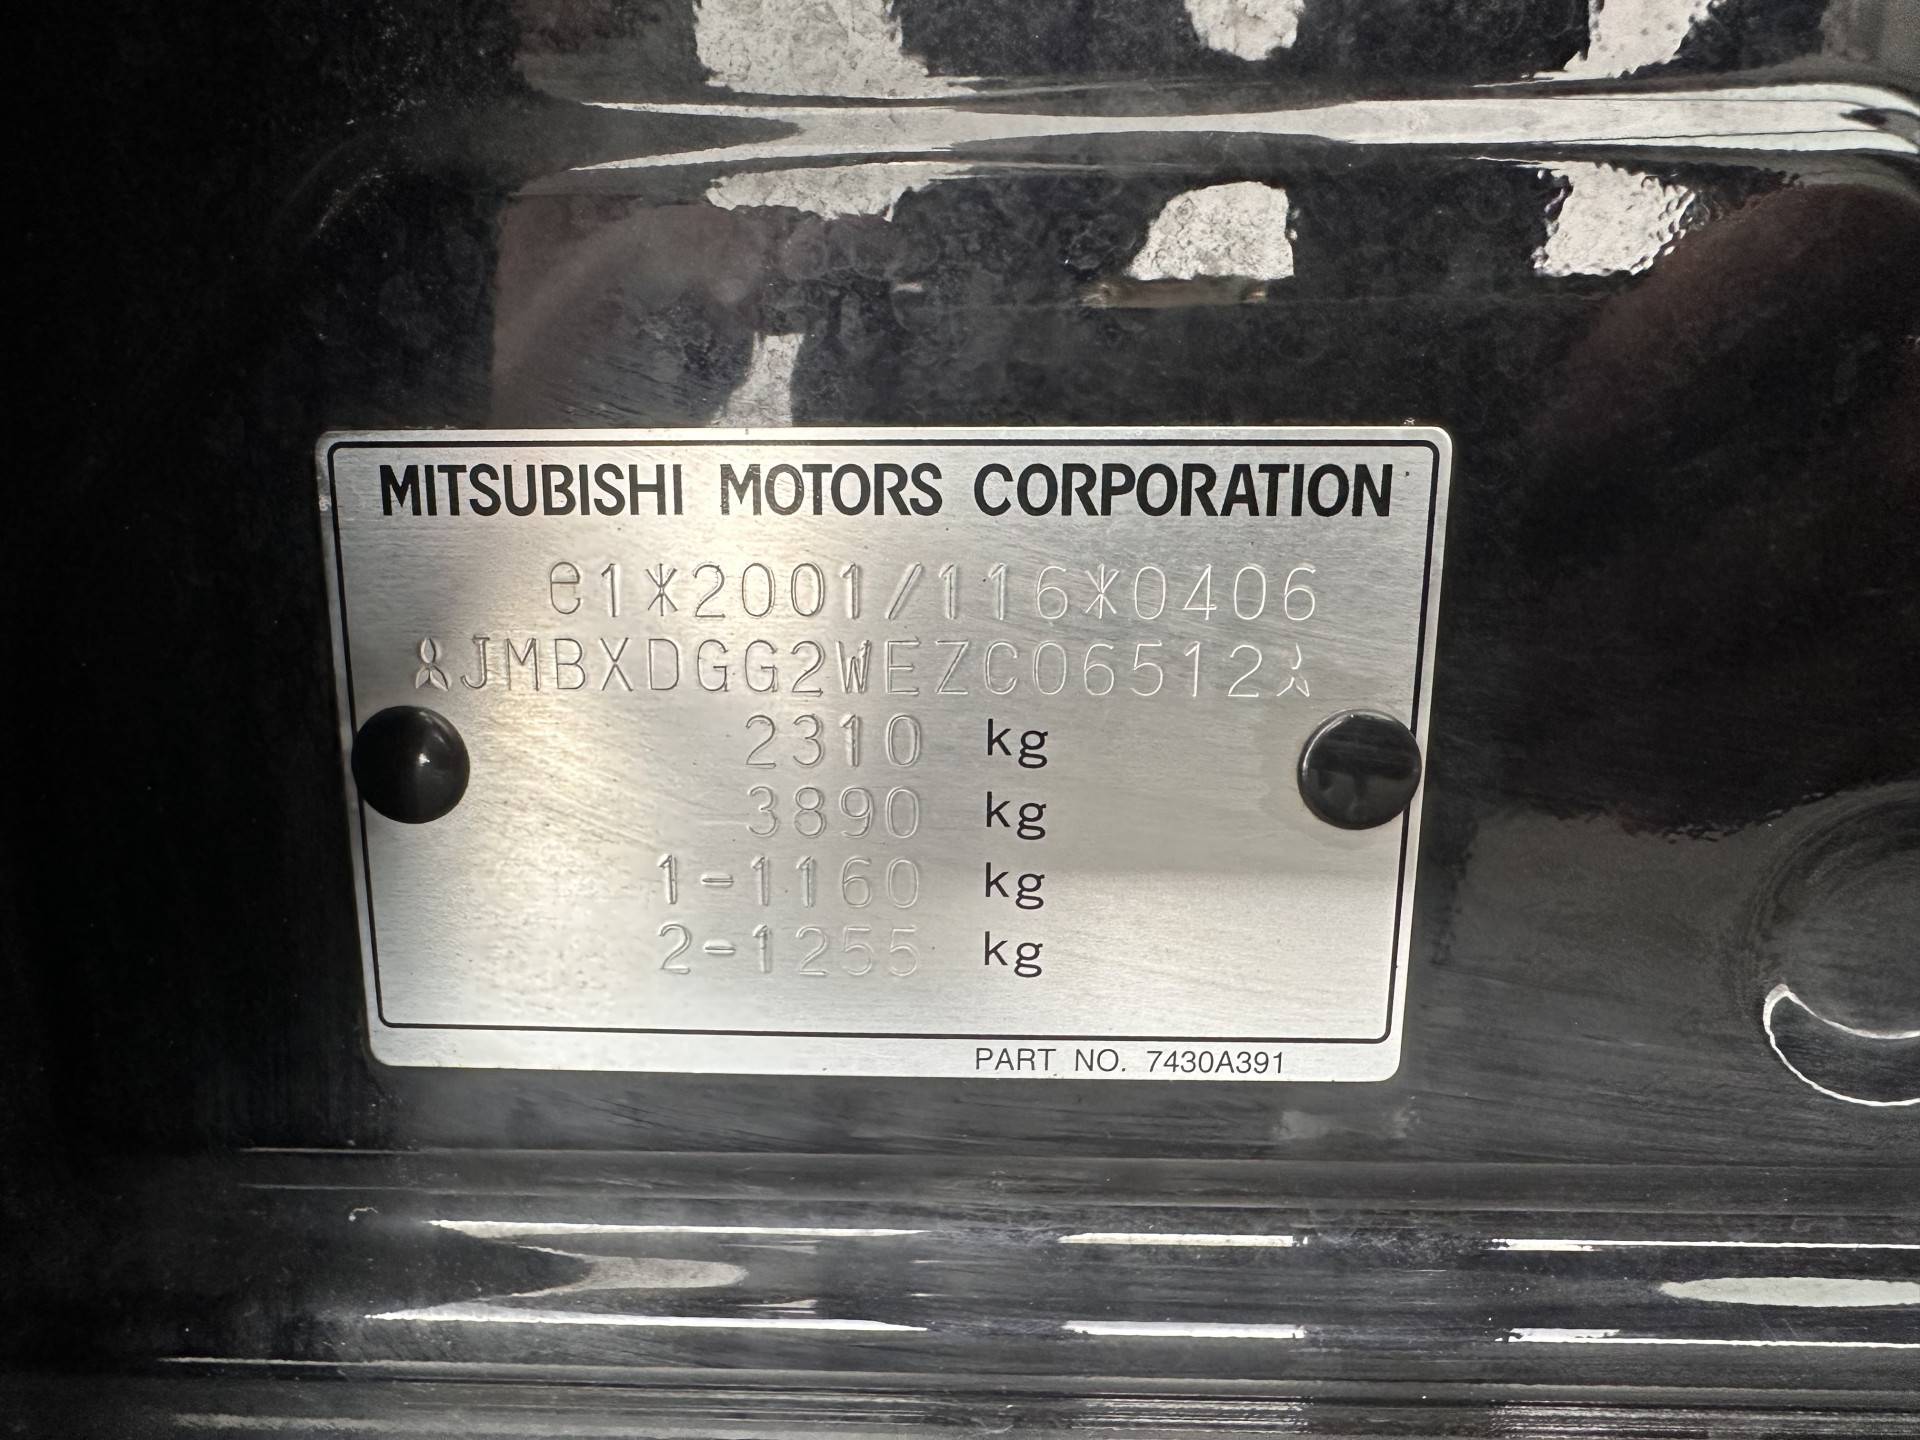 MITSUBISHI MOTORS CORPORATION
e1*2001/116*0406
JMBXDGG2WEZC06512
2310 kg
3890 kg
1-1160 kg
2-1255 kg
PART NO. 7430A391